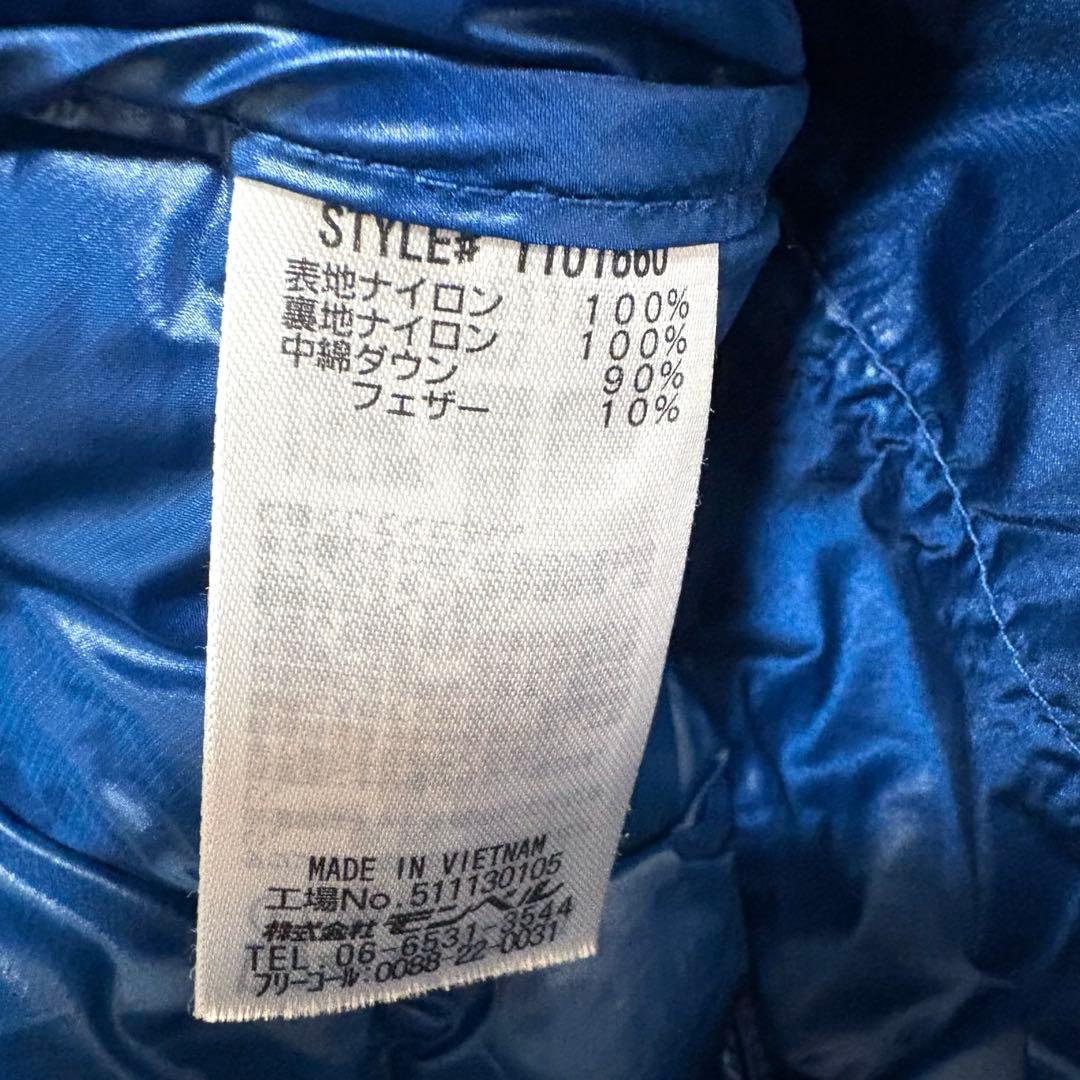 STYLE# 1101660
表地ナイロン 100%
裏地ナイロン 100%
中綿ダウン 90%
フェザー 10%
MADE IN VIETNAM
工場No.511130105
株式会社 モンベル
TEL.06-6531-3544
フリーコール:0088-22-0031